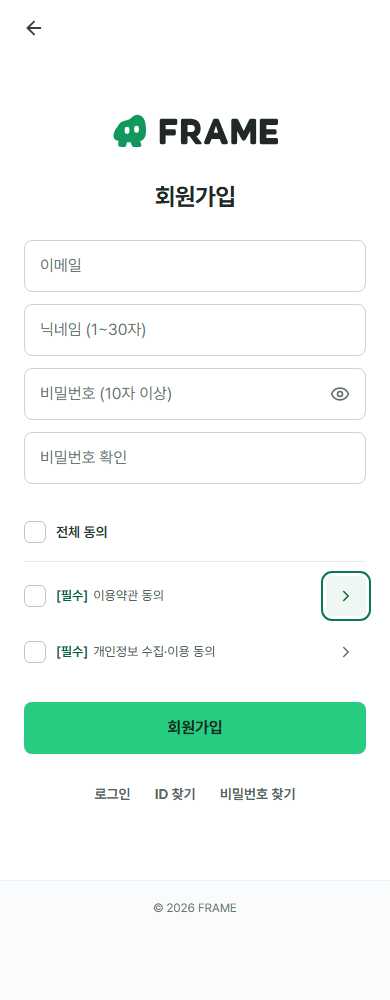 FRAME
회원가입
이메일
닉네임 (1~30자)
비밀번호 (10자 이상)
비밀번호 확인
전체 동의
[필수] 이용약관 동의
[필수] 개인정보 수집·이용 동의
회원가입
로그인 ID 찾기 비밀번호 찾기
© 2026 FRAME